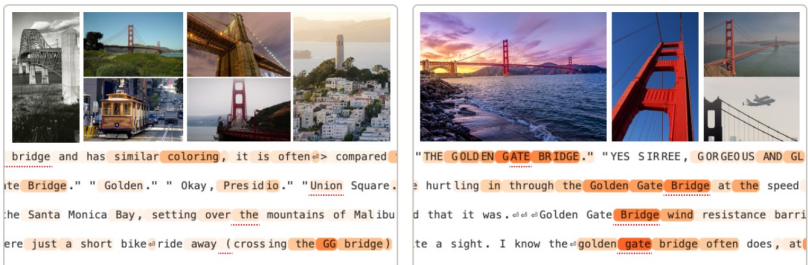 bridge and has similar coloring, it is often⏎> compared
ate Bridge." " Golden." " Okay, Presidio." "Union Square.
the Santa Monica Bay, setting over the mountains of Malibu
ere just a short bike⏎ride away (crossing the GG bridge)
"THE GOLDEN GATE BRIDGE." "YES SIRREE, GORGEOUS AND GL
e hurtling in through the Golden Gate Bridge at the speed
d that it was.⏎⏎⏎Golden Gate Bridge wind resistance barri
te a sight. I know the⏎golden gate bridge often does, at